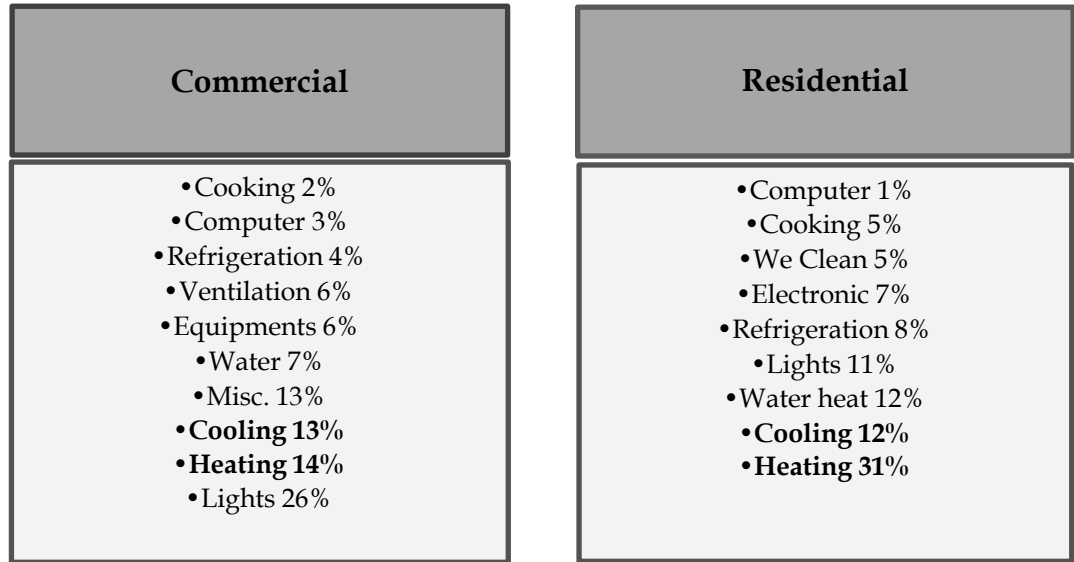 Commercial
•Cooking 2%
•Computer 3%
•Refrigeration 4%
•Ventilation 6%
•Equipments 6%
•Water 7%
•Misc. 13%
•Cooling 13%
•Heating 14%
•Lights 26%
Residential
•Computer 1%
•Cooking 5%
•We Clean 5%
•Electronic 7%
•Refrigeration 8%
•Lights 11%
•Water heat 12%
•Cooling 12%
•Heating 31%